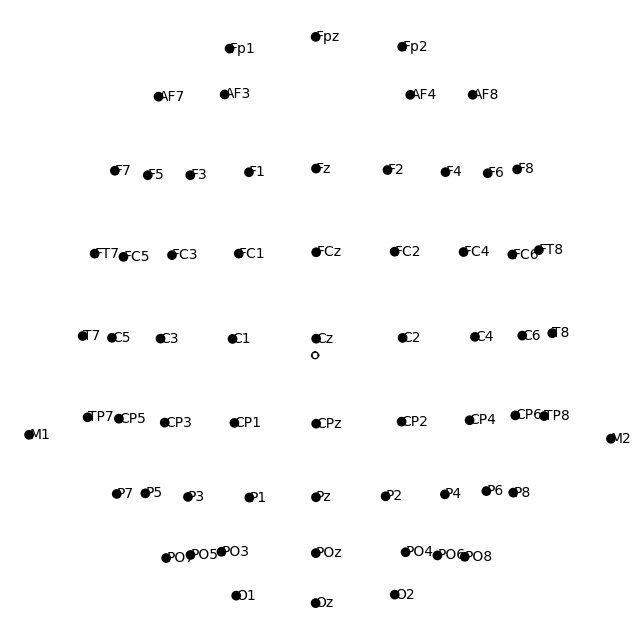 Fpz
Fp1 Fp2
AF7 AF3 AF4 AF8
F7 F5 F3 F1 Fz F2 F4 F6 F8
FT7 FC5 FC3 FC1 FCz FC2 FC4 FC6 FT8
T7 C5 C3 C1 Cz C2 C4 C6 T8
TP7 CP5 CP3 CP1 CPz CP2 CP4 CP6 TP8
M1 M2
P7 P5 P3 P1 Pz P2 P4 P6 P8
PO7 PO5 PO3 POz PO4 PO6 PO8
O1 Oz O2